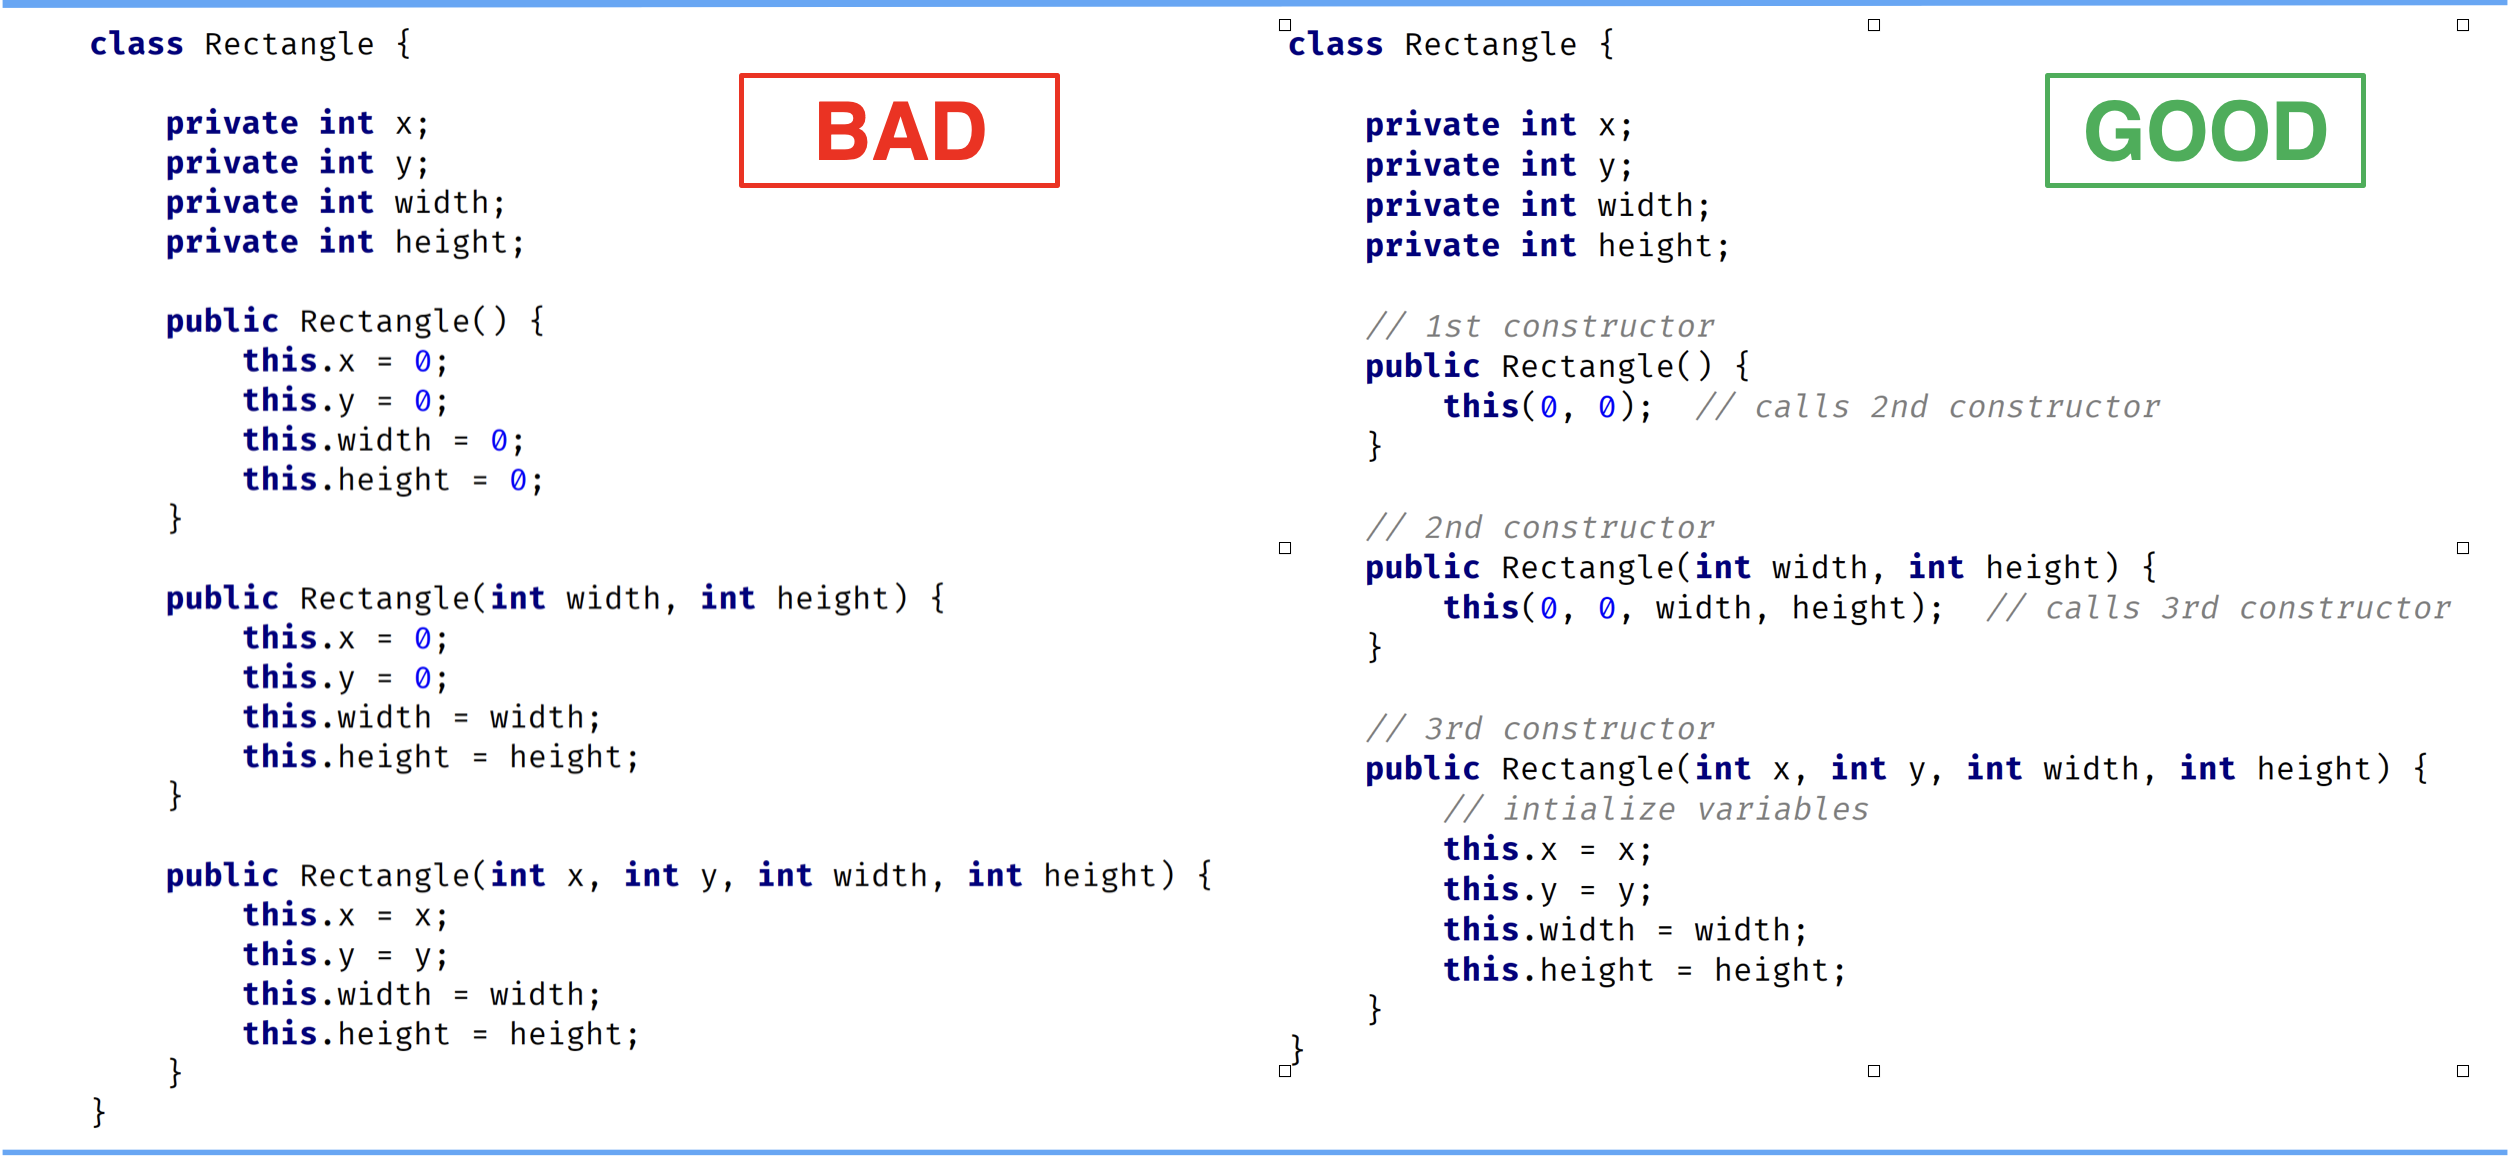 class Rectangle {
BAD
private int x;
private int y;
private int width;
private int height;
public Rectangle() {
this.x = 0;
this.y = 0;
this.width = 0;
this.height = 0;
}
public Rectangle(int width, int height) {
this.x = 0;
this.y = 0;
this.width = width;
this.height = height;
}
public Rectangle(int x, int y, int width, int height) {
this.x = x;
this.y = y;
this.width = width;
this.height = height;
}
}
class Rectangle {
GOOD
private int x;
private int y;
private int width;
private int height;
// 1st constructor
public Rectangle() {
this(0, 0);  // calls 2nd constructor
}
// 2nd constructor
public Rectangle(int width, int height) {
this(0, 0, width, height);  // calls 3rd constructor
}
// 3rd constructor
public Rectangle(int x, int y, int width, int height) {
// intialize variables
this.x = x;
this.y = y;
this.width = width;
this.height = height;
}
}